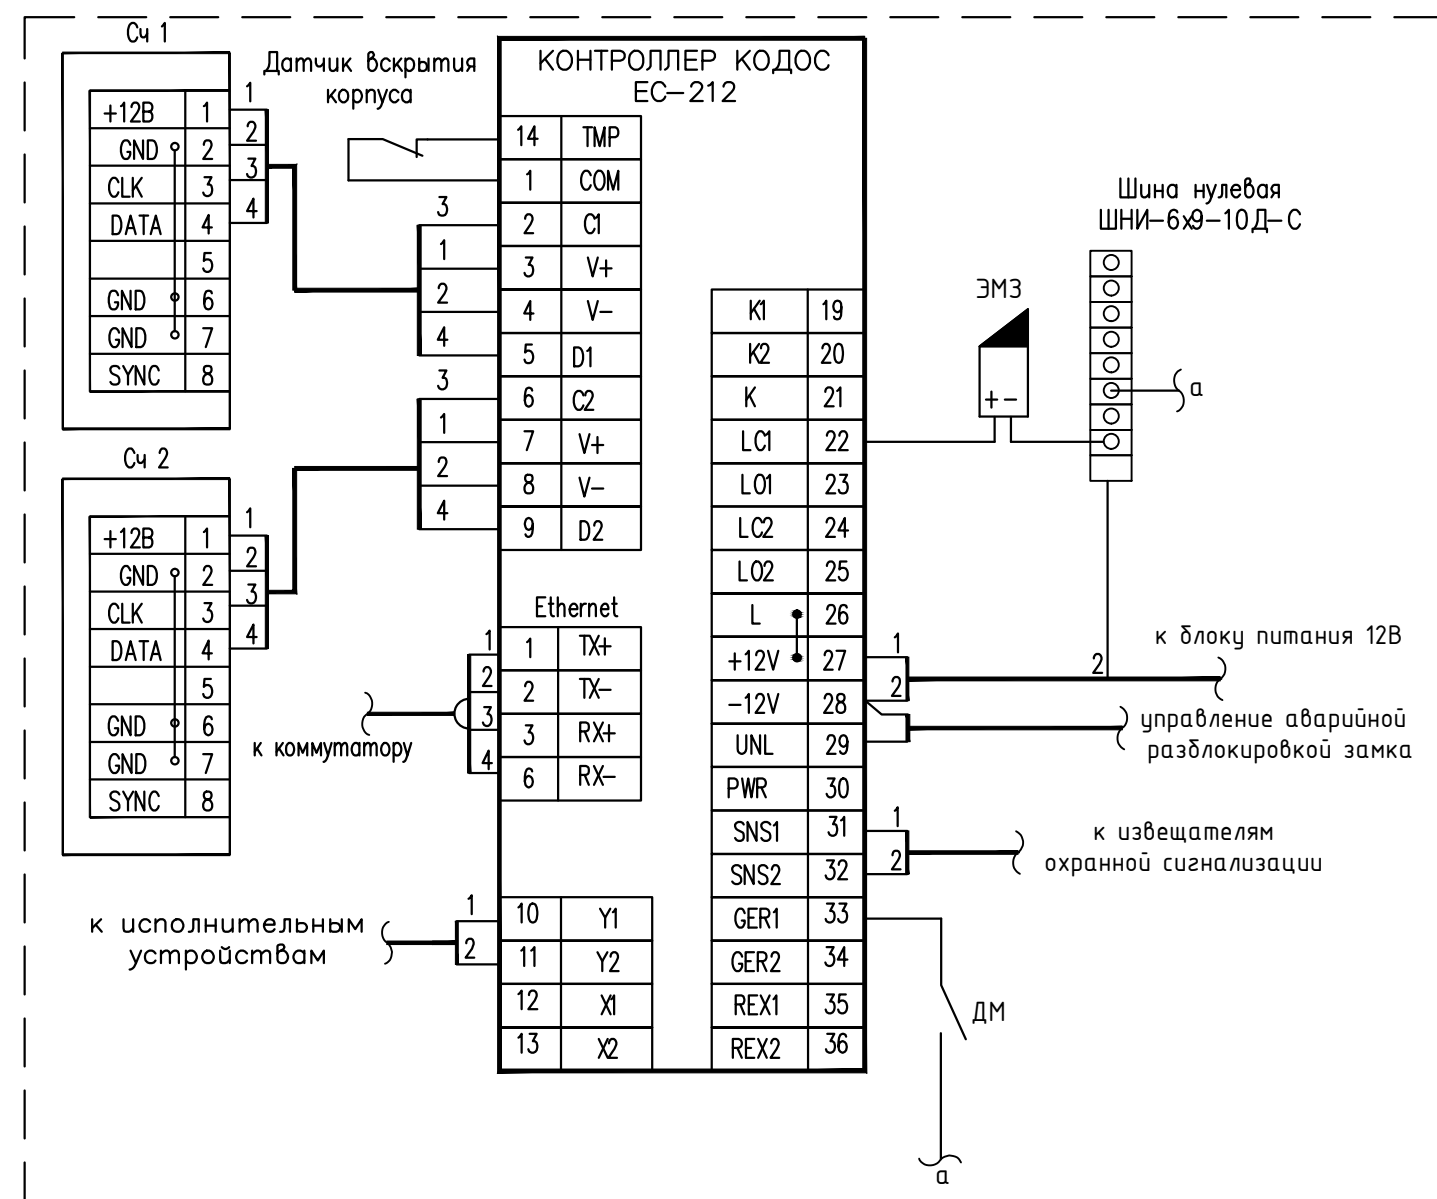 Сч 1
+12В 1
GND 2
CLK 3
DATA 4
5
GND 6
GND 7
SYNC 8
1
2
3
4
Датчик вскрытия
корпуса
Сч 2
+12В 1
GND 2
CLK 3
DATA 4
5
GND 6
GND 7
SYNC 8
1
2
3
4
КОНТРОЛЛЕР КОДОС
ЕС-212
14 TMP
1 COM
2 C1
3 V+
4 V-
5 D1
6 C2
7 V+
8 V-
9 D2
3
1
2
4
3
1
2
4
Ethernet
1 TX+
2 TX-
3 RX+
6 RX-
1
2
3
4
к коммутатору
10 Y1
11 Y2
12 X1
13 X2
1
2
к исполнительным
устройствам
K1 19
K2 20
K 21
LC1 22
LO1 23
LC2 24
LO2 25
L 26
+12V 27
-12V 28
UNL 29
PWR 30
SNS1 31
SNS2 32
GER1 33
GER2 34
REX1 35
REX2 36
ЭМЗ
+ -
Шина нулевая
ШНИ-6х9-10Д-С
а
1
2
2
к блоку питания 12В
управление аварийной
разблокировкой замка
1
2
к извещателям
охранной сигнализации
ДМ
а